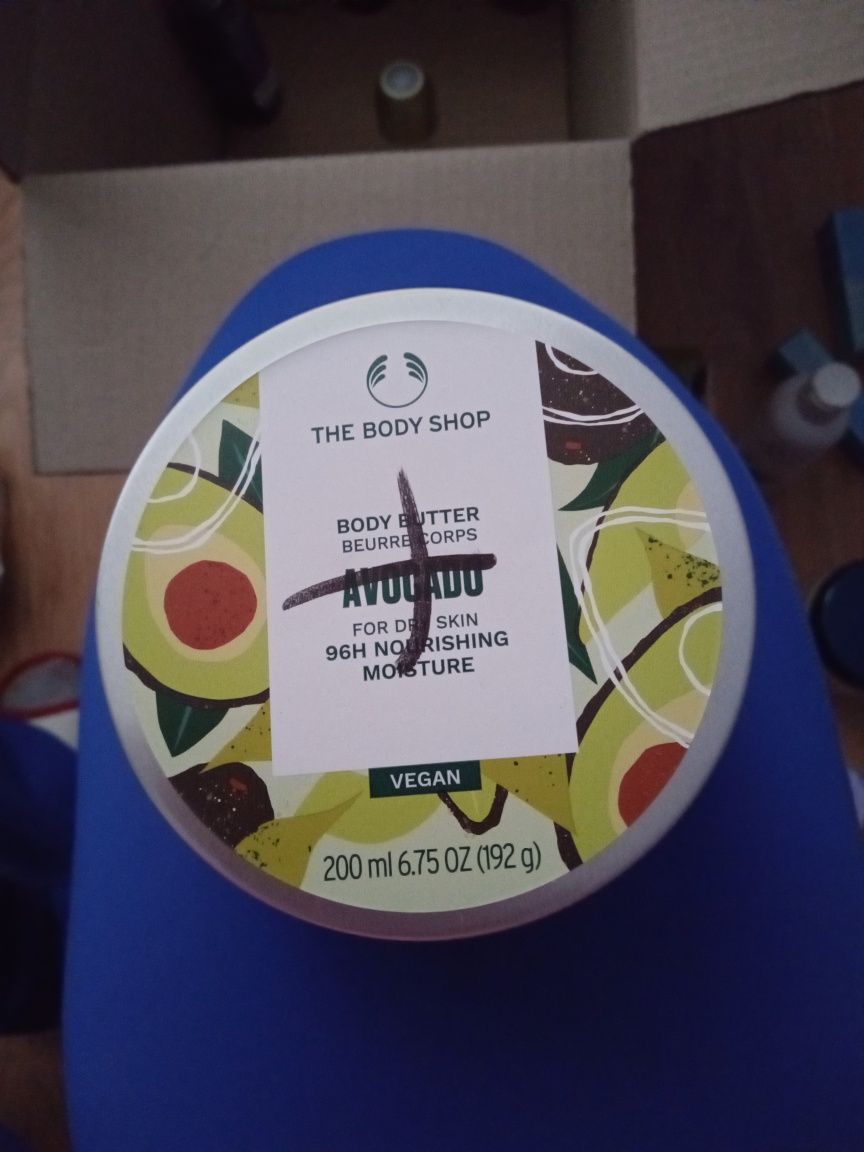 THE BODY SHOP
BODY BUTTER
BEURRE CORPS
AVOCADO
FOR DRY SKIN
96H NOURISHING
MOISTURE
VEGAN
200 ml 6.75 OZ (192 g)